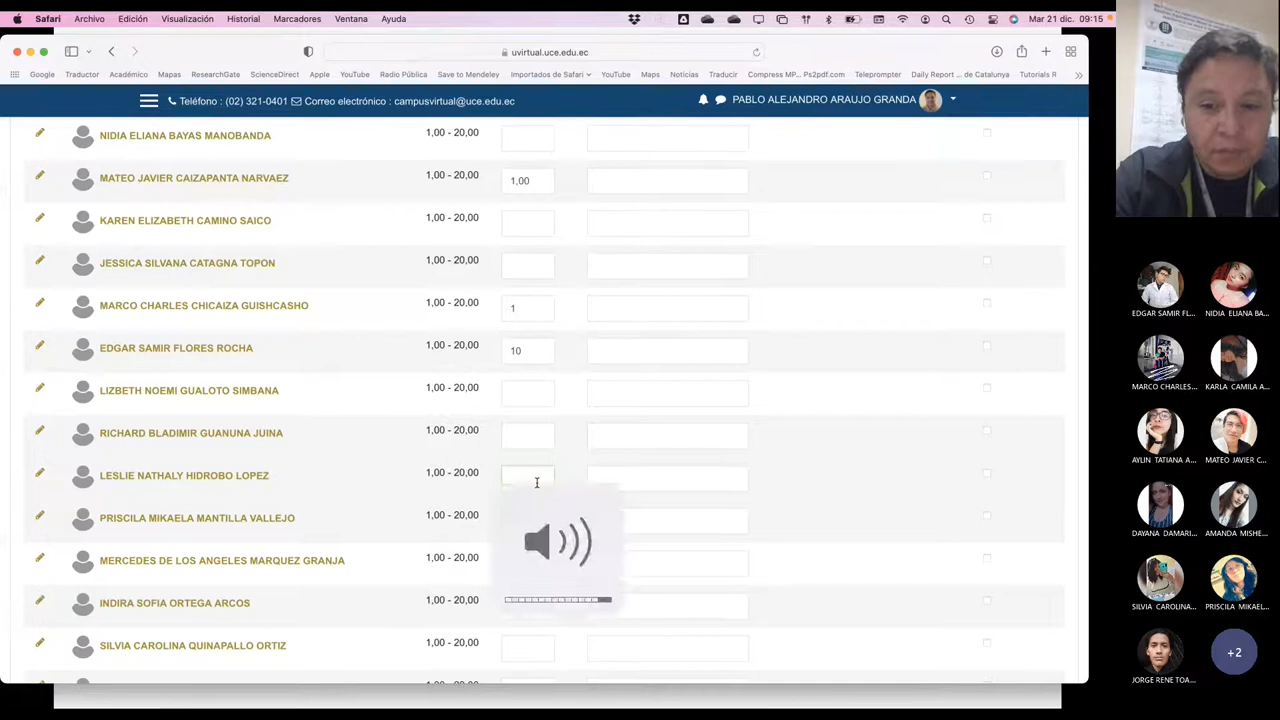 Safari Archivo Edición Visualización Historial Marcadores Ventana Ayuda Mar 21 dic. 09:15
uvirtual.uce.edu.ec
Google Traductor Académico Mapas ResearchGate ScienceDirect Apple YouTube Radio Pública Save to Mendeley Importados de Safari YouTube Maps Noticias Traducir Compress MP... Ps2pdf.com Teleprompter Daily Report ... de Catalunya Tutorials R
Teléfono : (02) 321-0401 Correo electrónico : campusvirtual@uce.edu.ec PABLO ALEJANDRO ARAUJO GRANDA
NIDIA ELIANA BAYAS MANOBANDA 1,00 - 20,00
MATEO JAVIER CAIZAPANTA NARVAEZ 1,00 - 20,00 1,00
KAREN ELIZABETH CAMINO SAICO 1,00 - 20,00
JESSICA SILVANA CATAGNA TOPON 1,00 - 20,00
MARCO CHARLES CHICAIZA GUISHCASHO 1,00 - 20,00 1
EDGAR SAMIR FLORES ROCHA 1,00 - 20,00 10
LIZBETH NOEMI GUALOTO SIMBANA 1,00 - 20,00
RICHARD BLADIMIR GUANUNA JUINA 1,00 - 20,00
LESLIE NATHALY HIDROBO LOPEZ 1,00 - 20,00
PRISCILA MIKAELA MANTILLA VALLEJO 1,00 - 20,00
MERCEDES DE LOS ANGELES MARQUEZ GRANJA 1,00 - 20,00
INDIRA SOFIA ORTEGA ARCOS 1,00 - 20,00
SILVIA CAROLINA QUINAPALLO ORTIZ 1,00 - 20,00
EDGAR SAMIR FL... NIDIA ELIANA BA...
MARCO CHARLES... KARLA CAMILA A...
AYLIN TATIANA A... MATEO JAVIER C...
DAYANA DAMARI... AMANDA MISHE...
SILVIA CAROLINA... PRISCILA MIKAEL...
JORGE RENE TOA... +2